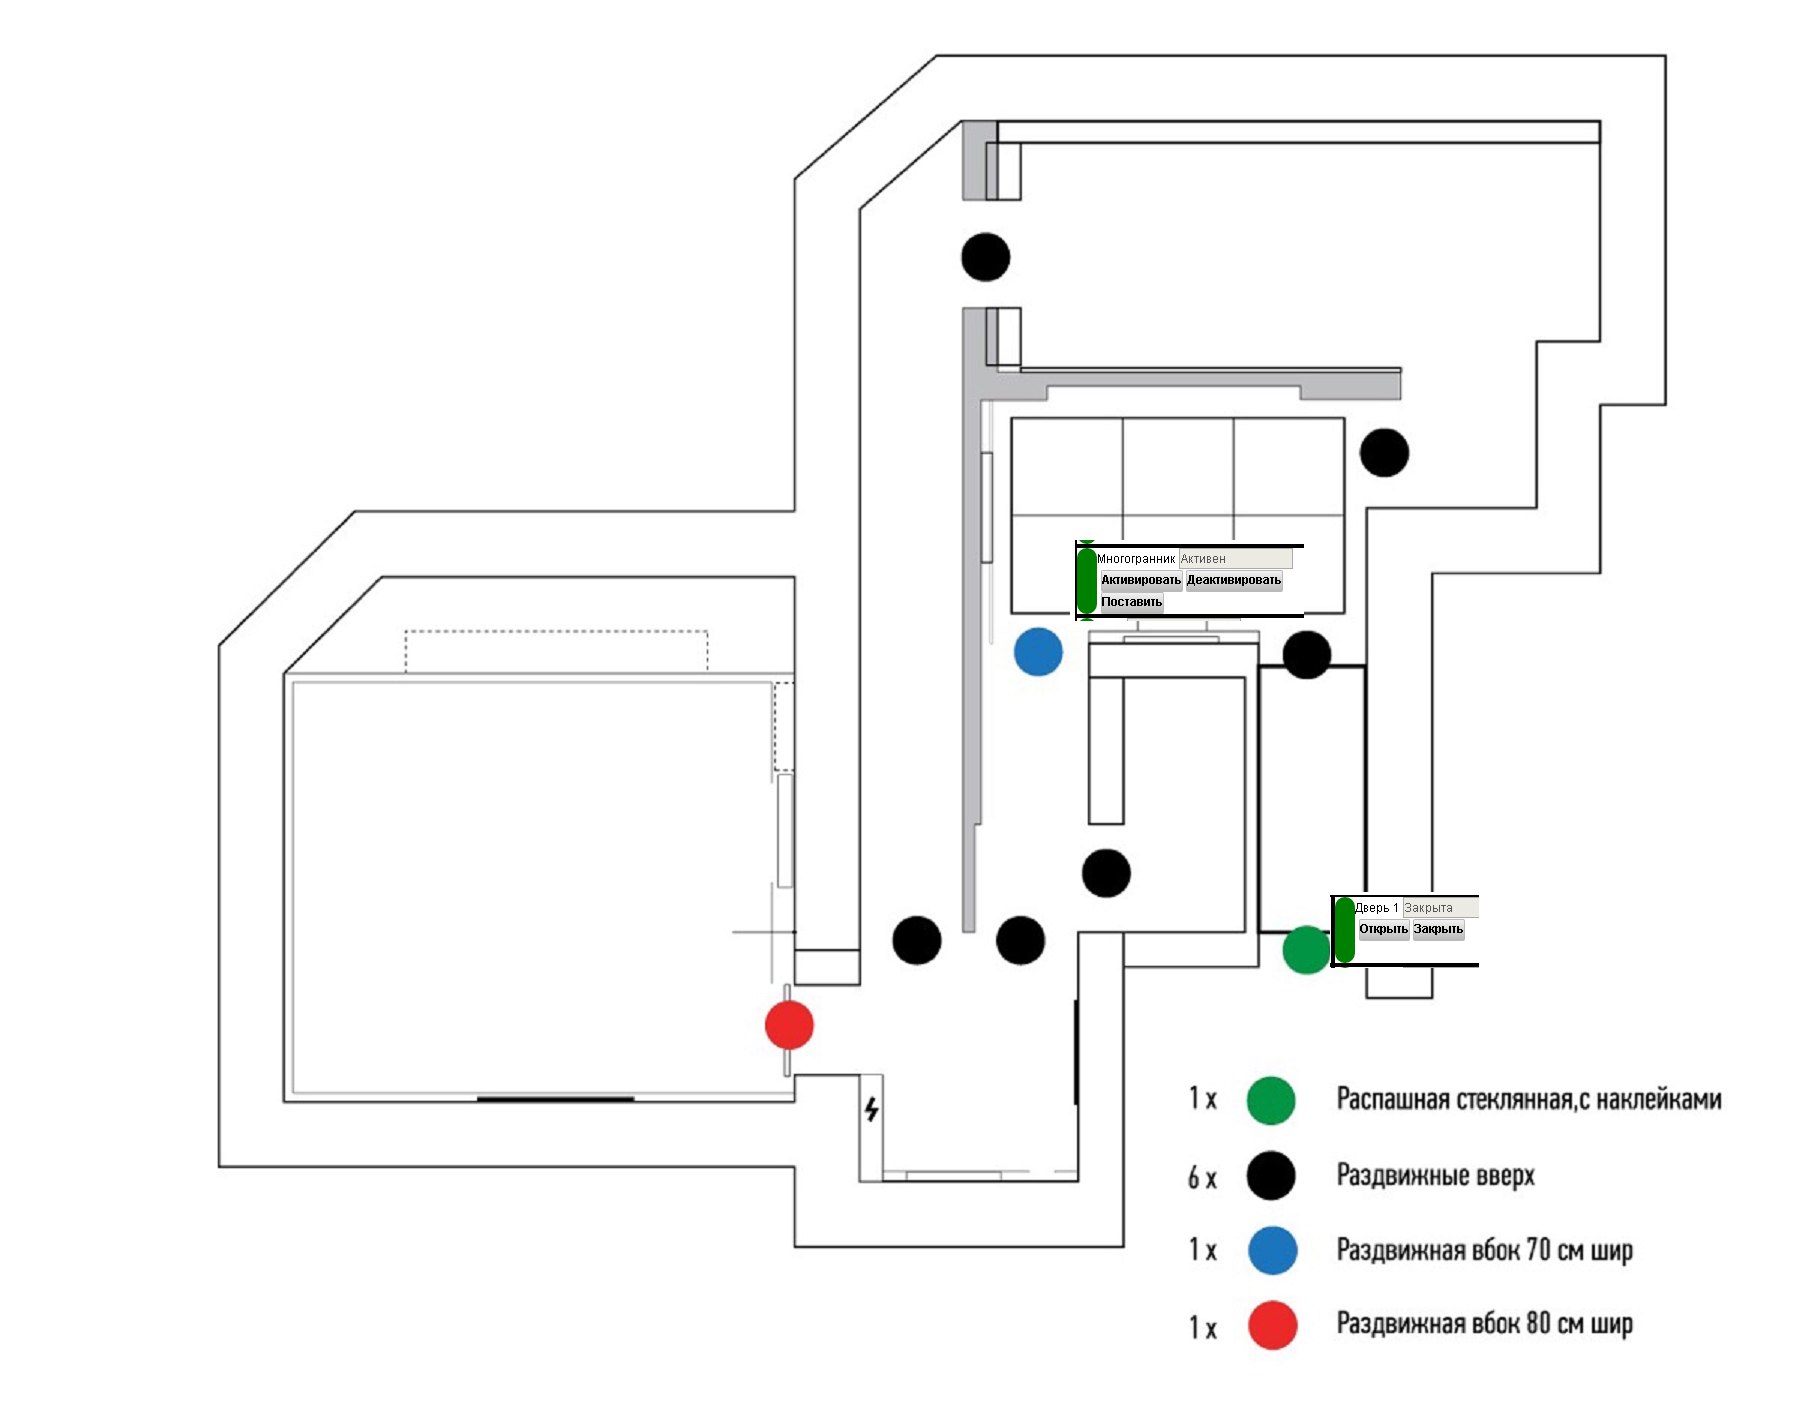 Многогранник Активен
Активировать Деактивировать
Поставить
Дверь 1 Закрыта
Открыть Закрыть
1 x Распашная стеклянная,с наклейками
6 x Раздвижные вверх
1 x Раздвижная вбок 70 см шир
1 x Раздвижная вбок 80 см шир